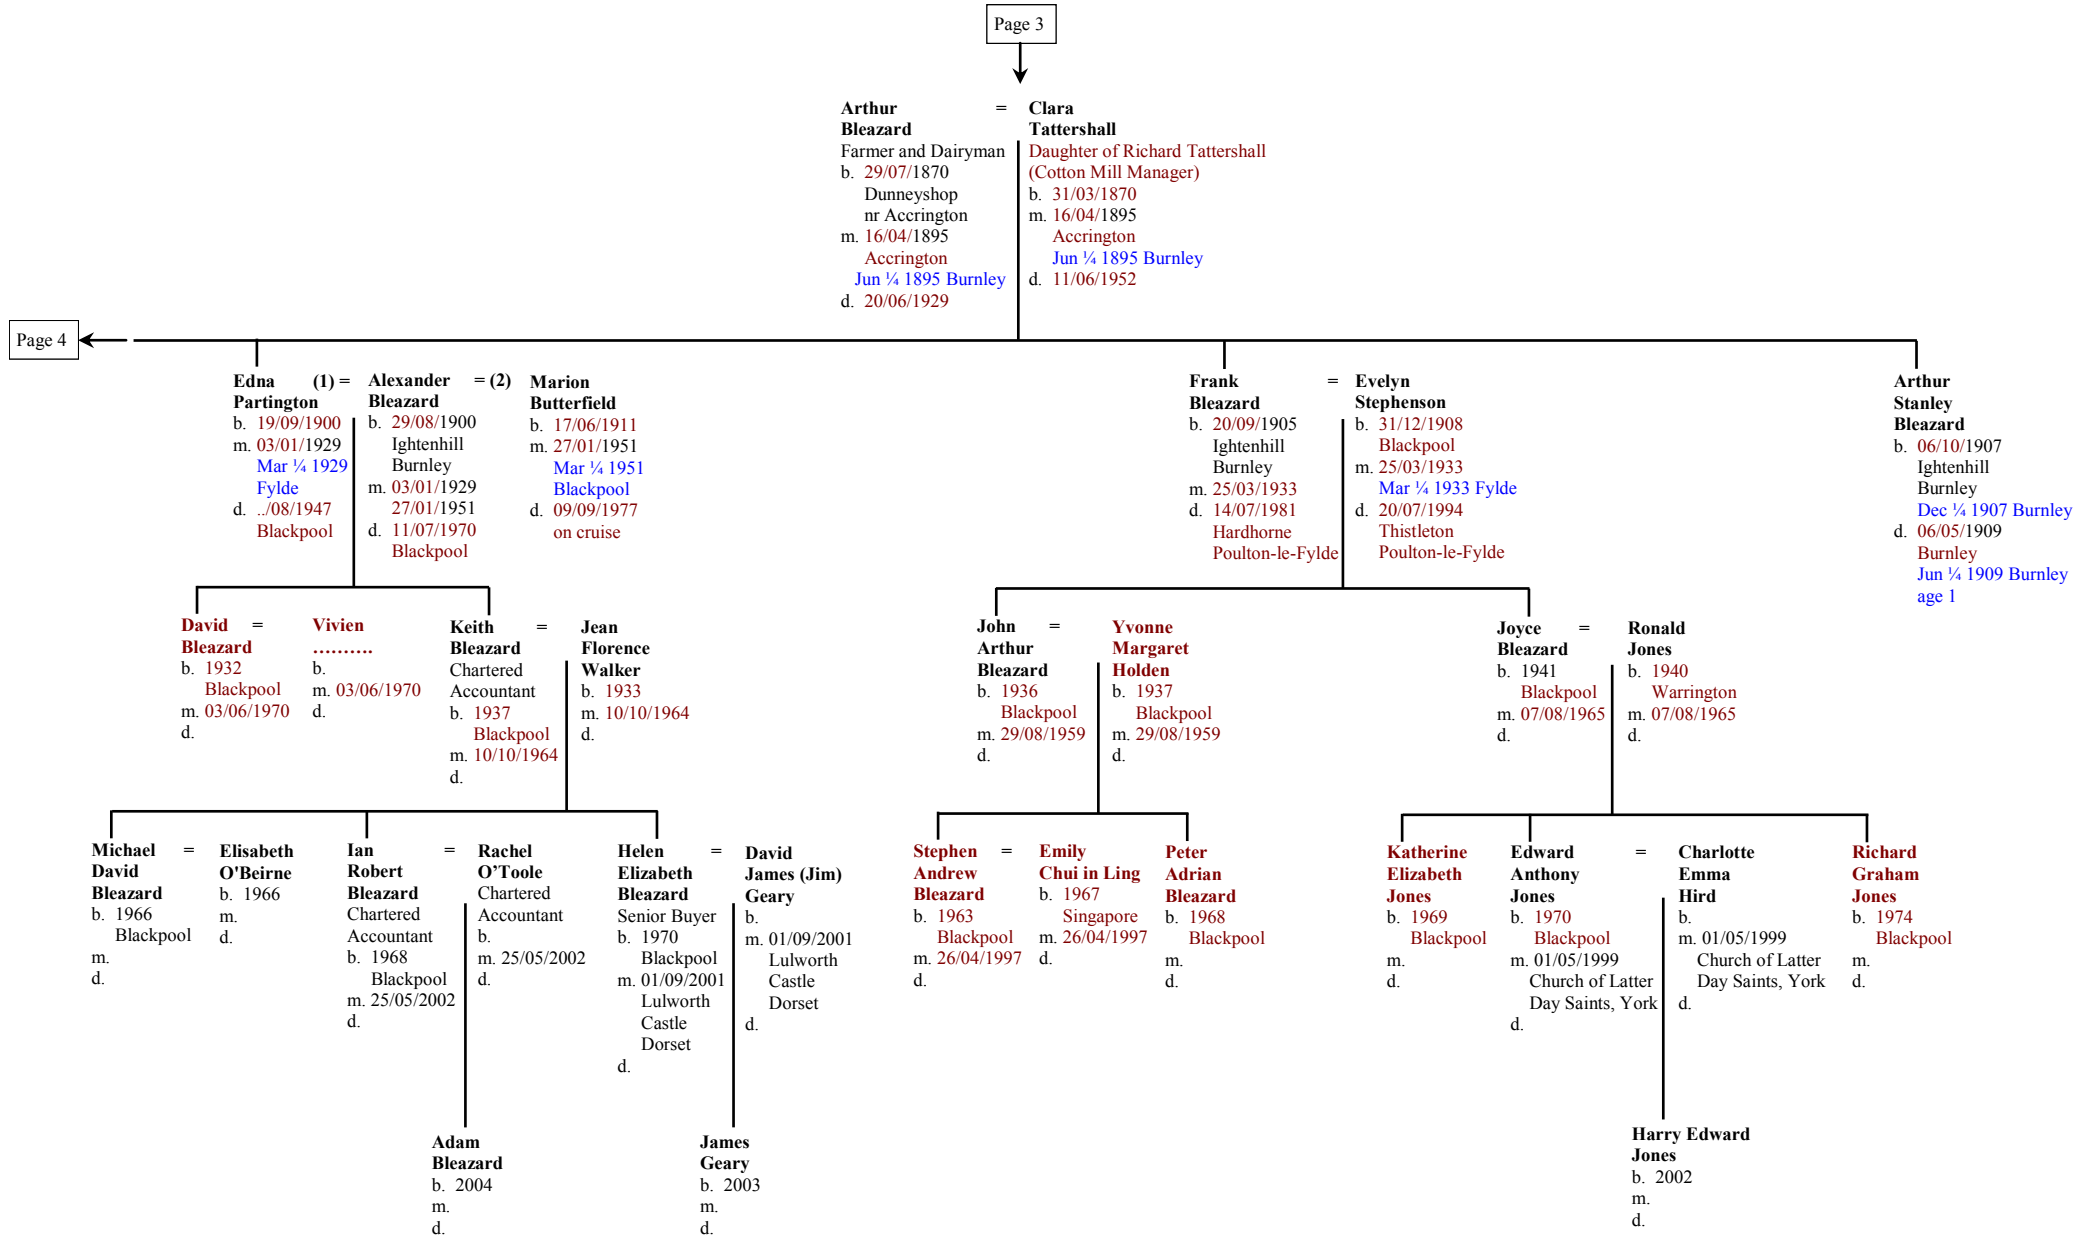 Page 3
Arthur =
Bleazard
Farmer and Dairyman
b. 29/07/1870
Dunneyshop
nr Accrington
m. 16/04/1895
Accrington
Jun ¼ 1895 Burnley
d. 20/06/1929
Clara
Tattershall
Daughter of Richard Tattershall
(Cotton Mill Manager)
b. 31/03/1870
m. 16/04/1895
Accrington
Jun ¼ 1895 Burnley
d. 11/06/1952
Page 4
Edna (1) =
Partington
b. 19/09/1900
m. 03/01/1929
Mar ¼ 1929
Fylde
d. ../08/1947
Blackpool
Alexander = (2)
Bleazard
b. 29/08/1900
Ightenhill
Burnley
m. 03/01/1929
27/01/1951
d. 11/07/1970
Blackpool
Marion
Butterfield
b. 17/06/1911
m. 27/01/1951
Mar ¼ 1951
Blackpool
d. 09/09/1977
on cruise
Frank =
Bleazard
b. 20/09/1905
Ightenhill
Burnley
m. 25/03/1933
d. 14/07/1981
Hardhorne
Poulton-le-Fylde
Evelyn
Stephenson
b. 31/12/1908
Blackpool
m. 25/03/1933
Mar ¼ 1933 Fylde
d. 20/07/1994
Thistleton
Poulton-le-Fylde
Arthur
Stanley
Bleazard
b. 06/10/1907
Ightenhill
Burnley
Dec ¼ 1907 Burnley
d. 06/05/1909
Burnley
Jun ¼ 1909 Burnley
age 1
David =
Bleazard
b. 1932
Blackpool
m. 03/06/1970
d.
Vivien
……….
b.
m. 03/06/1970
d.
Keith =
Bleazard
Chartered
Accountant
b. 1937
Blackpool
m. 10/10/1964
d.
Jean
Florence
Walker
b. 1933
m. 10/10/1964
d.
John =
Arthur
Bleazard
b. 1936
Blackpool
m. 29/08/1959
d.
Yvonne
Margaret
Holden
b. 1937
Blackpool
m. 29/08/1959
d.
Joyce =
Bleazard
b. 1941
Blackpool
m. 07/08/1965
d.
Ronald
Jones
b. 1940
Warrington
m. 07/08/1965
d.
Michael =
David
Bleazard
b. 1966
Blackpool
m.
d.
Elisabeth
O'Beirne
b. 1966
m.
d.
Ian =
Robert
Bleazard
Chartered
Accountant
b. 1968
Blackpool
m. 25/05/2002
d.
Rachel
O’Toole
Chartered
Accountant
b.
m. 25/05/2002
d.
Helen =
Elizabeth
Bleazard
Senior Buyer
b. 1970
Blackpool
m. 01/09/2001
Lulworth
Castle
Dorset
d.
David
James (Jim)
Geary
b.
m. 01/09/2001
Lulworth
Castle
Dorset
d.
Stephen =
Andrew
Bleazard
b. 1963
Blackpool
m. 26/04/1997
d.
Emily
Chui in Ling
b. 1967
Singapore
m. 26/04/1997
d.
Peter
Adrian
Bleazard
b. 1968
Blackpool
m.
d.
Katherine
Elizabeth
Jones
b. 1969
Blackpool
m.
d.
Edward =
Anthony
Jones
b. 1970
Blackpool
m. 01/05/1999
Church of Latter
Day Saints, York
d.
Charlotte
Emma
Hird
b.
m. 01/05/1999
Church of Latter
Day Saints, York
d.
Richard
Graham
Jones
b. 1974
Blackpool
m.
d.
Adam
Bleazard
b. 2004
m.
d.
James
Geary
b. 2003
m.
d.
Harry Edward
Jones
b. 2002
m.
d.